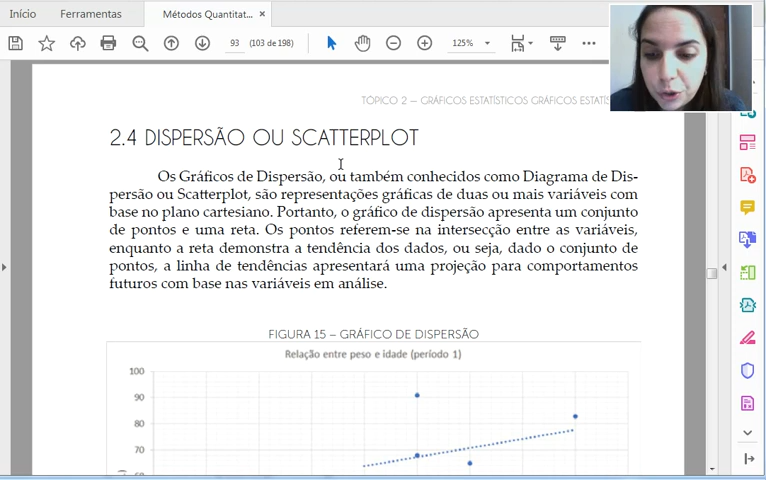 Início
Ferramentas
Métodos Quantitat...
×
93
(103 de 198)
125%
TÓPICO 2 — GRÁFICOS ESTATÍSTICOS GRÁFICOS
2.4 DISPERSÃO OU SCATTERPLOT
Os Gráficos de Dispersão, ou também conhecidos como Diagrama de Dis-
persão ou Scatterplot, são representações gráficas de duas ou mais variáveis com
base no plano cartesiano. Portanto, o gráfico de dispersão apresenta um conjunto
de pontos e uma reta. Os pontos referem-se na intersecção entre as variáveis,
enquanto a reta demonstra a tendência dos dados, ou seja, dado o conjunto de
pontos, a linha de tendências apresentará uma projeção para comportamentos
futuros com base nas variáveis em análise.
FIGURA 15 – GRÁFICO DE DISPERSÃO
Relação entre peso e idade (período 1)
100
90
80
70